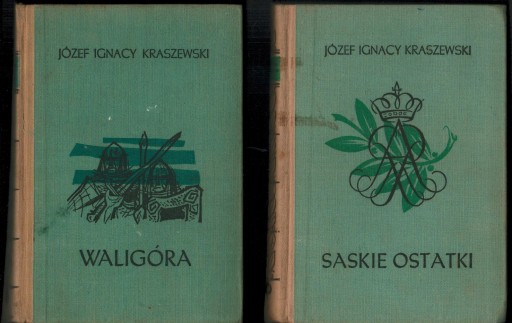 JÓZEF IGNACY KRASZEWSKI
WALIGÓRA
JÓZEF IGNACY KRASZEWSKI
SASKIE OSTATKI